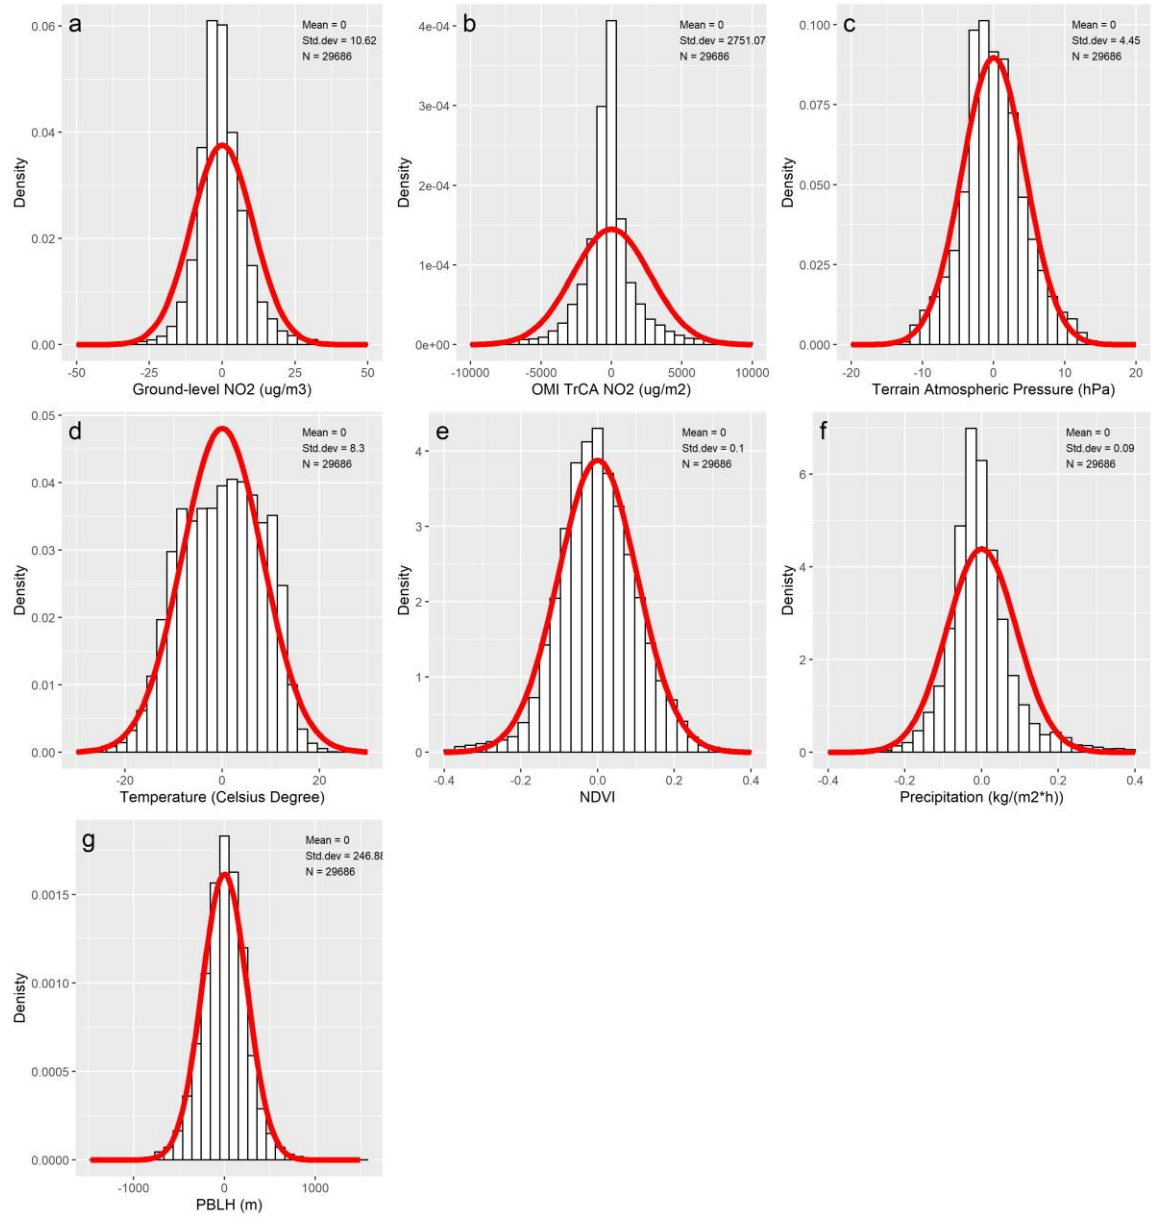 a
Mean = 0
Std.dev = 10.62
N = 29686
0.06
0.04
0.02
0.00
Density
-50
-25
0
25
50
Ground-level NO2 (ug/m3)
b
Mean = 0
Std.dev = 2751.07
N = 29686
4e-04
3e-04
2e-04
1e-04
0e+00
Density
-10000
-5000
0
5000
10000
OMI TrCA NO2 (ug/m2)
c
Mean = 0
Std.dev = 4.45
N = 29686
0.100
0.075
0.050
0.025
0.000
Density
-20
-10
0
10
20
Terrain Atmospheric Pressure (hPa)
d
Mean = 0
Std.dev = 8.3
N = 29686
0.05
0.04
0.03
0.02
0.01
0.00
Density
-20
0
20
Temperature (Celsius Degree)
e
Mean = 0
Std.dev = 0.1
N = 29686
4
3
2
1
0
Density
-0.4
-0.2
0.0
0.2
0.4
NDVI
f
Mean = 0
Std.dev = 0.09
N = 29686
6
4
2
0
Denisty
-0.4
-0.2
0.0
0.2
0.4
Precipitation (kg/(m2*h))
g
Mean = 0
Std.dev = 246.88
N = 29686
0.0015
0.0010
0.0005
0.0000
Denisty
-1000
0
1000
PBLH (m)